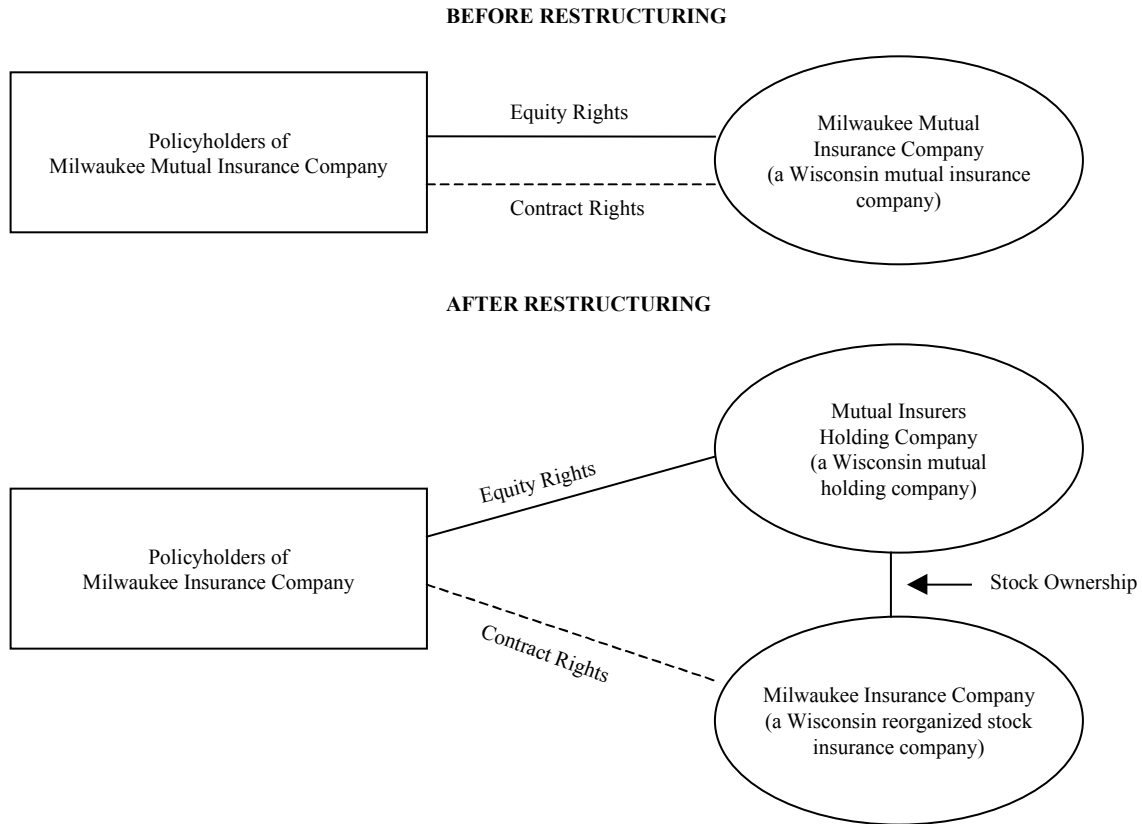 BEFORE RESTRUCTURING
Policyholders of
Milwaukee Mutual Insurance Company
Equity Rights
Contract Rights
Milwaukee Mutual
Insurance Company
(a Wisconsin mutual insurance
company)
AFTER RESTRUCTURING
Policyholders of
Milwaukee Insurance Company
Equity Rights
Contract Rights
Mutual Insurers
Holding Company
(a Wisconsin mutual
holding company)
Stock Ownership
Milwaukee Insurance Company
(a Wisconsin reorganized stock
insurance company)